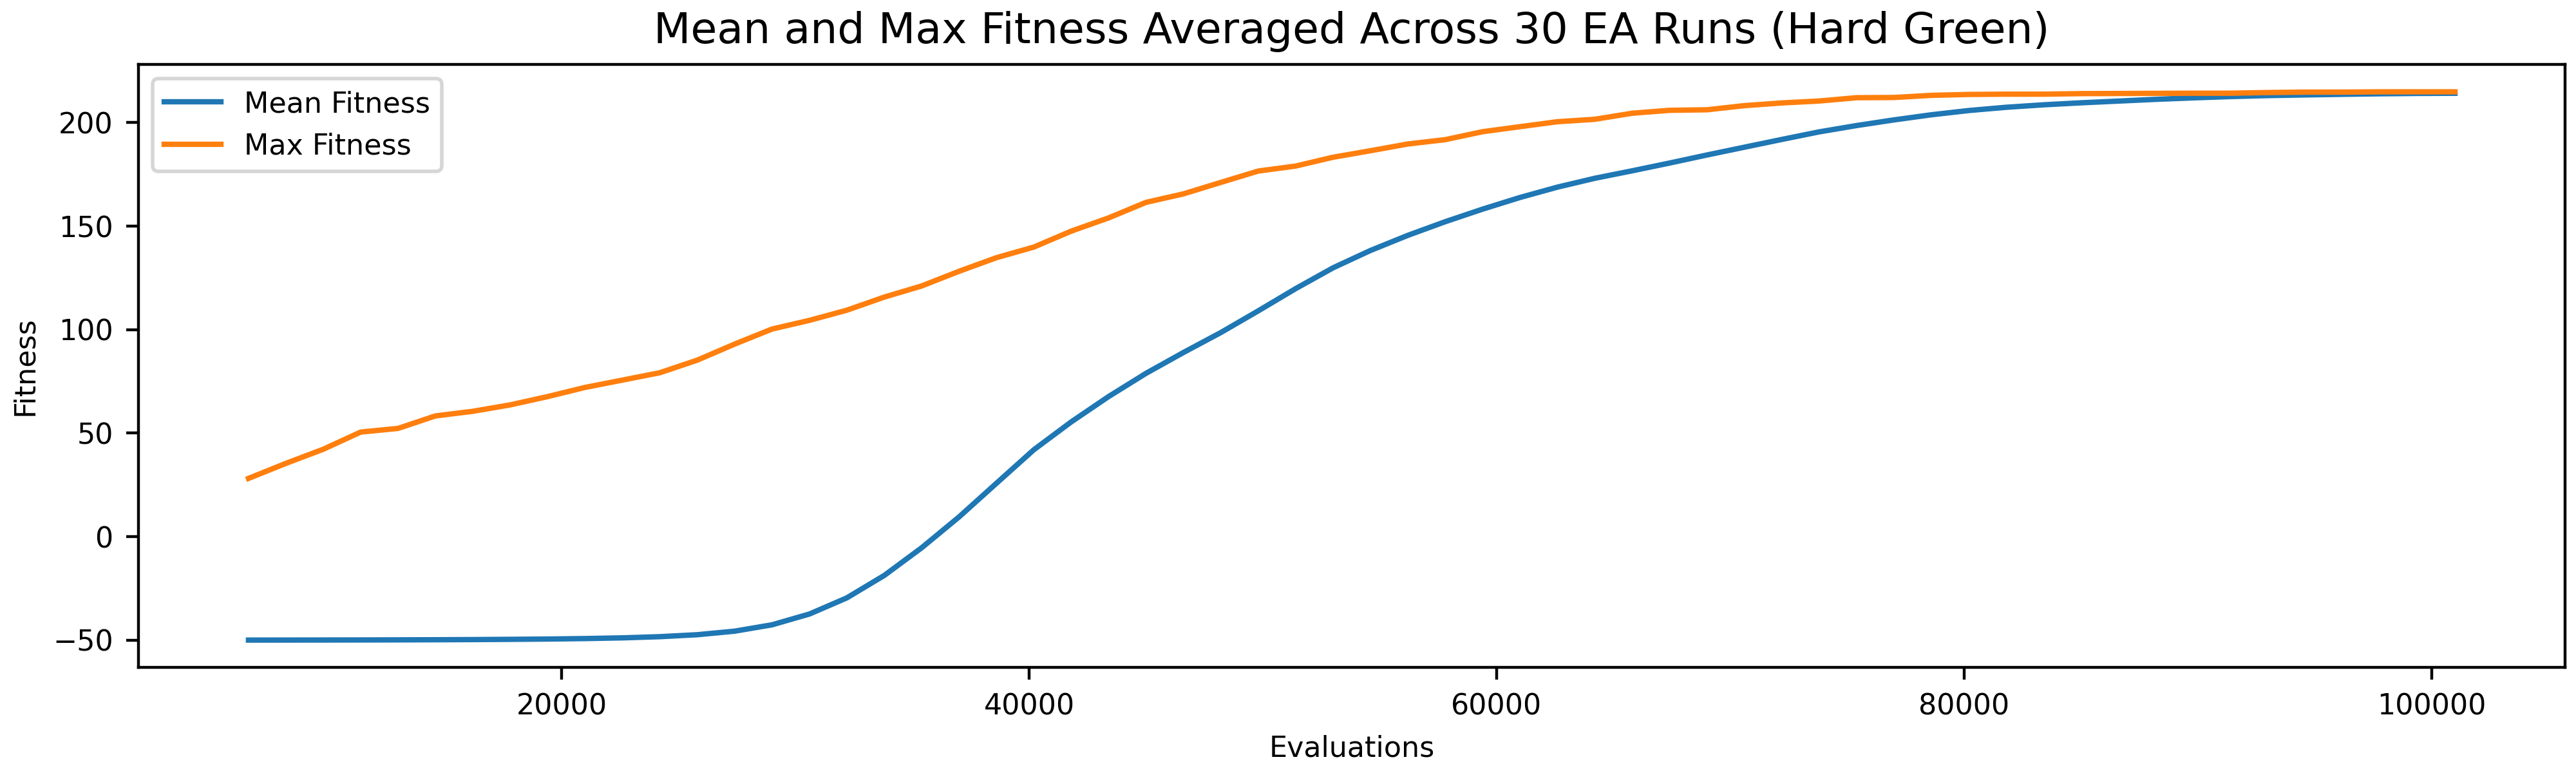 Mean and Max Fitness Averaged Across 30 EA Runs (Hard Green)
Mean Fitness
Max Fitness
200
150
100
50
0
−50
Fitness
20000
40000
60000
80000
100000
Evaluations